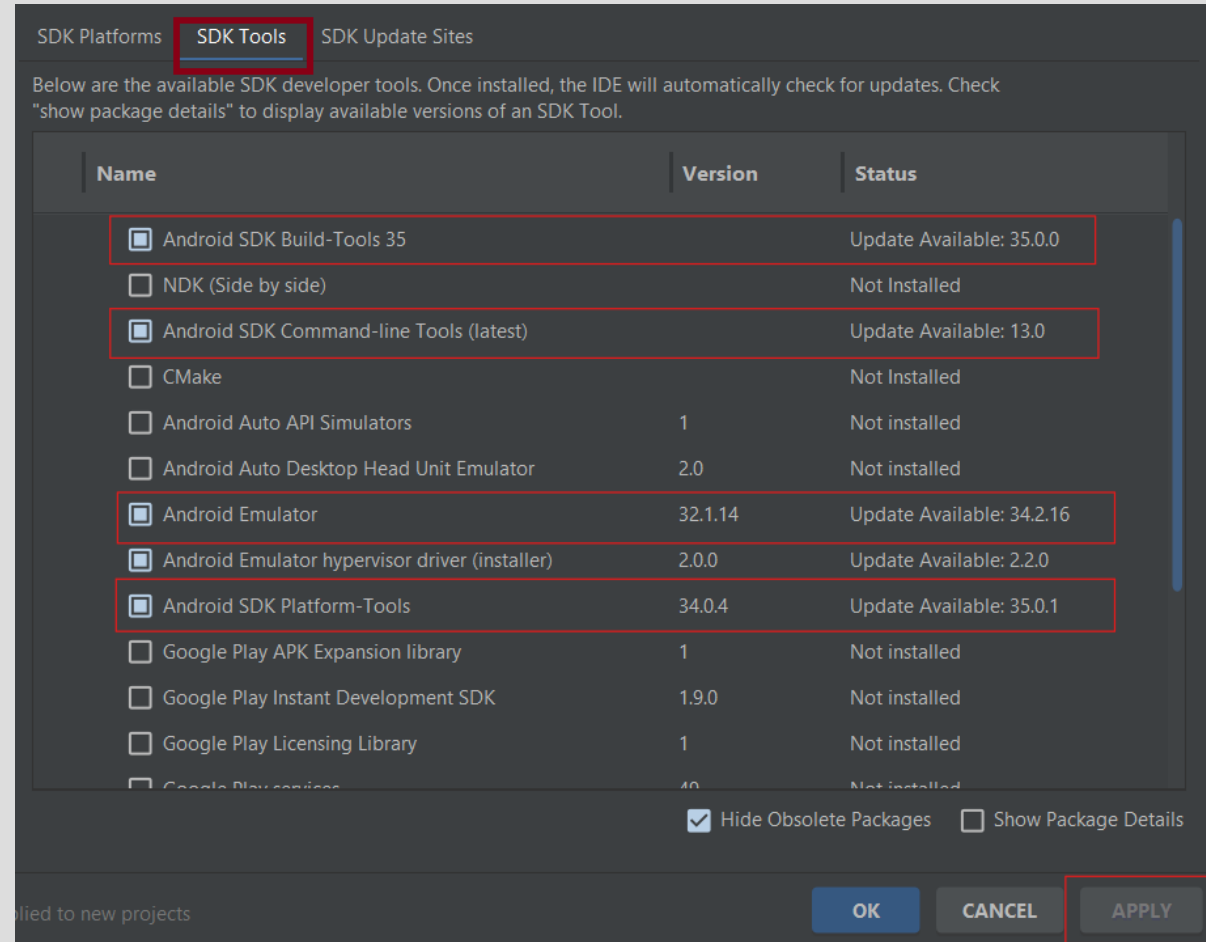 SDK Platforms SDK Tools SDK Update Sites
Below are the available SDK developer tools. Once installed, the IDE will automatically check for updates. Check
"show package details" to display available versions of an SDK Tool.
Name Version Status
Android SDK Build-Tools 35 Update Available: 35.0.0
NDK (Side by side) Not Installed
Android SDK Command-line Tools (latest) Update Available: 13.0
CMake Not Installed
Android Auto API Simulators 1 Not installed
Android Auto Desktop Head Unit Emulator 2.0 Not installed
Android Emulator 32.1.14 Update Available: 34.2.16
Android Emulator hypervisor driver (installer) 2.0.0 Update Available: 2.2.0
Android SDK Platform-Tools 34.0.4 Update Available: 35.0.1
Google Play APK Expansion library 1 Not installed
Google Play Instant Development SDK 1.9.0 Not installed
Google Play Licensing Library 1 Not installed
Google Play services 49 Not installed
Hide Obsolete Packages Show Package Details
plied to new projects OK CANCEL APPLY